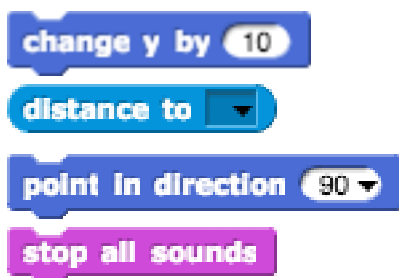 change y by 10
distance to
point in direction 90
stop all sounds